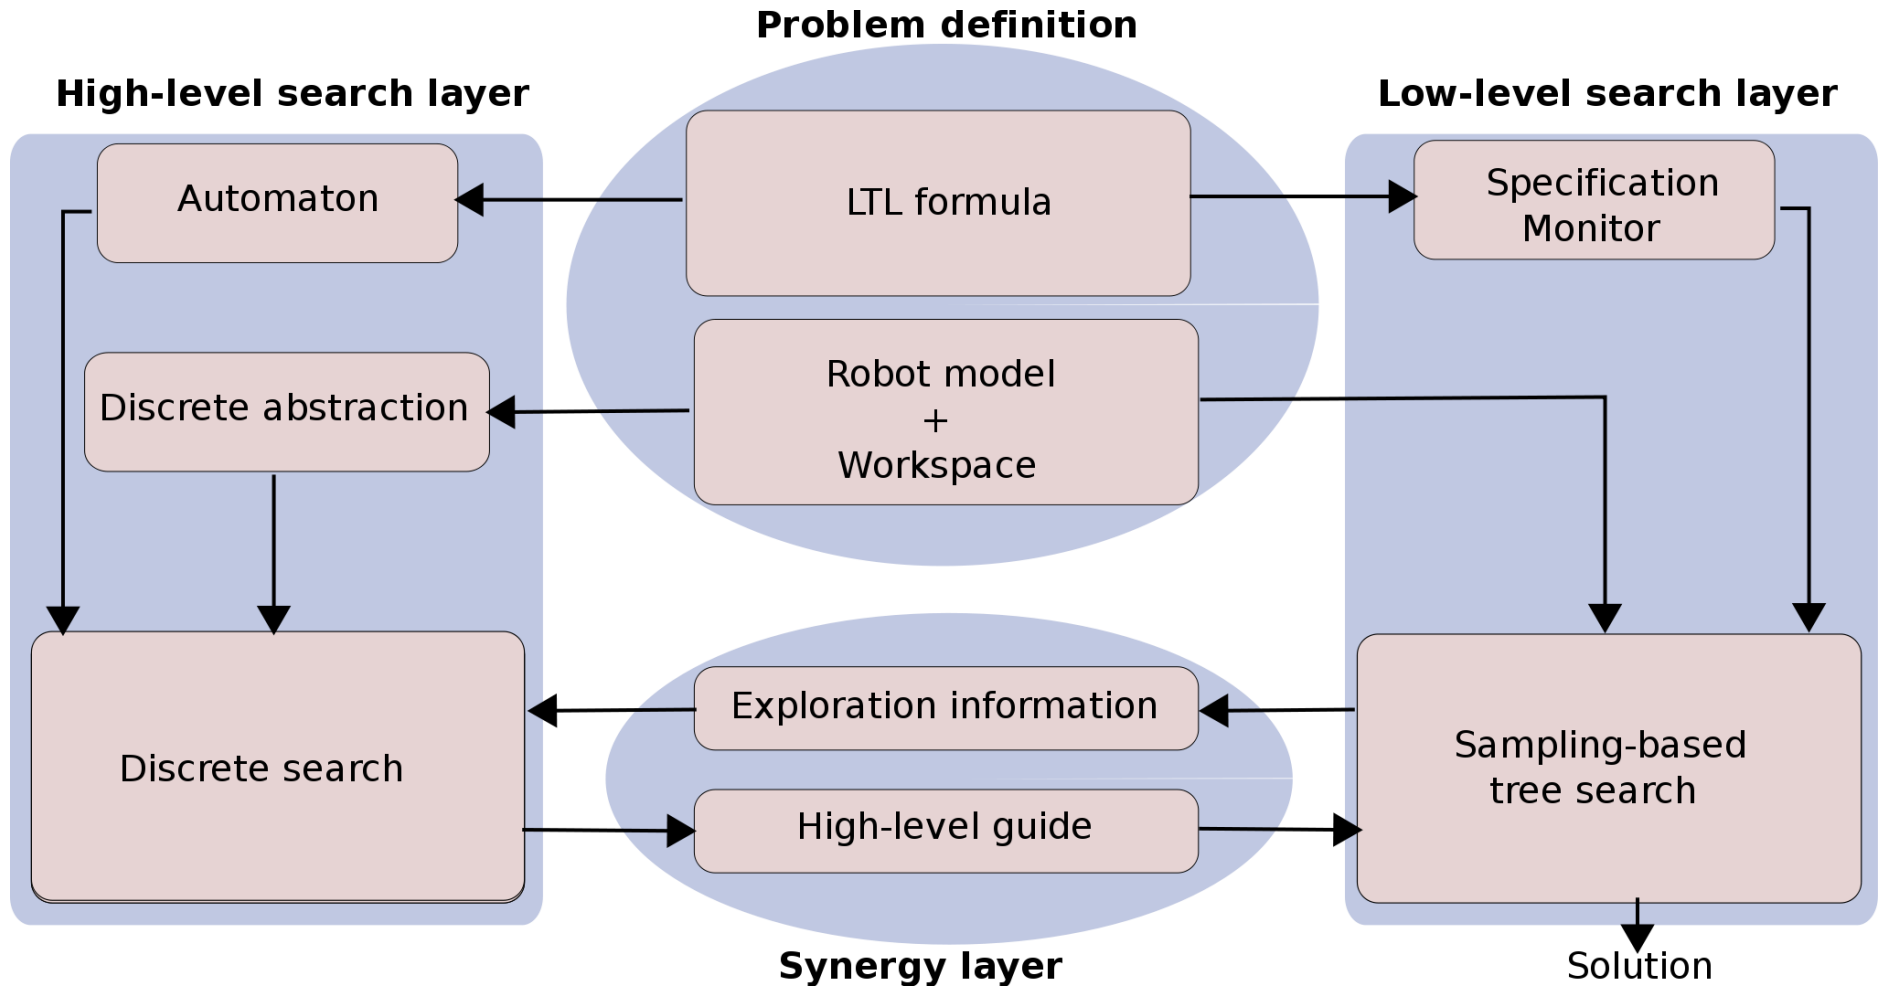 Problem definition
High-level search layer
Low-level search layer
Automaton
LTL formula
Specification
Monitor
Discrete abstraction
Robot model
+
Workspace
Exploration information
Discrete search
High-level guide
Sampling-based
tree search
Synergy layer
Solution